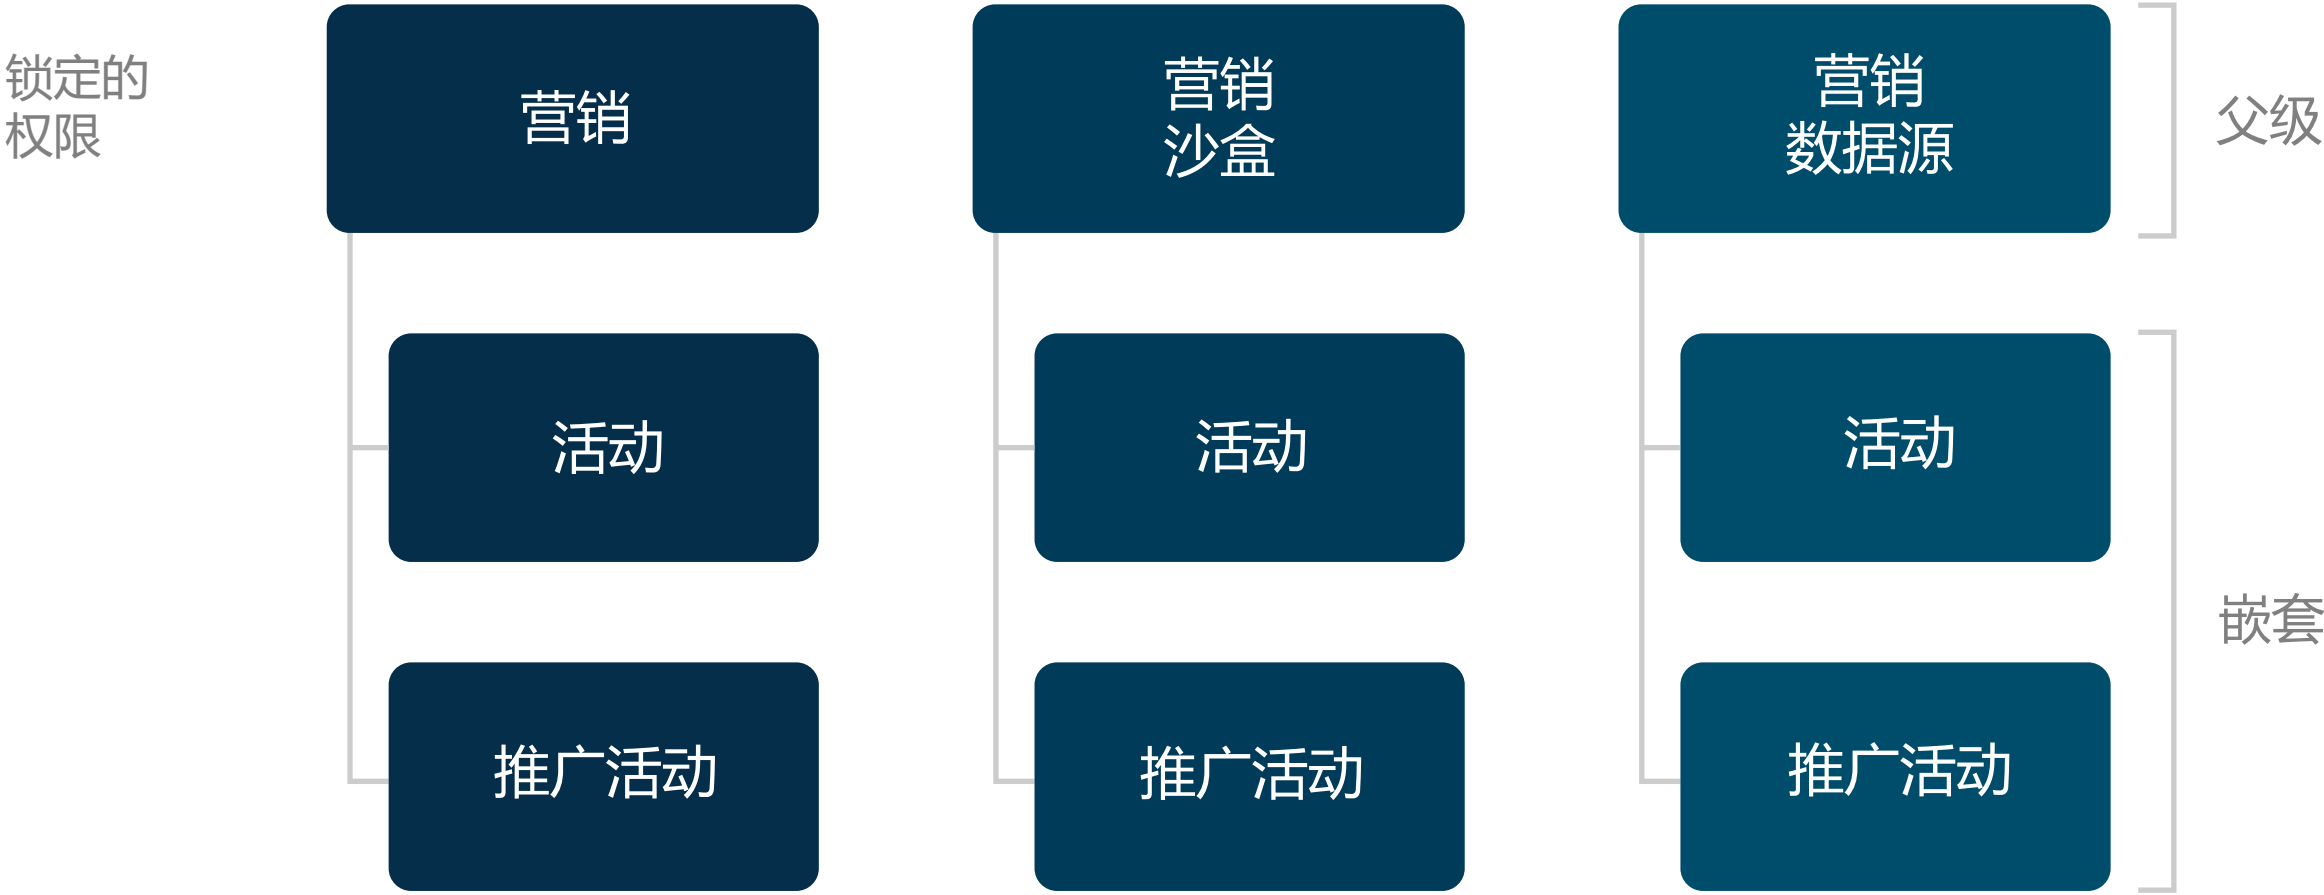 锁定的
权限
营销
营销
沙盒
营销
数据源
父级
活动
活动
活动
嵌套
推广活动
推广活动
推广活动